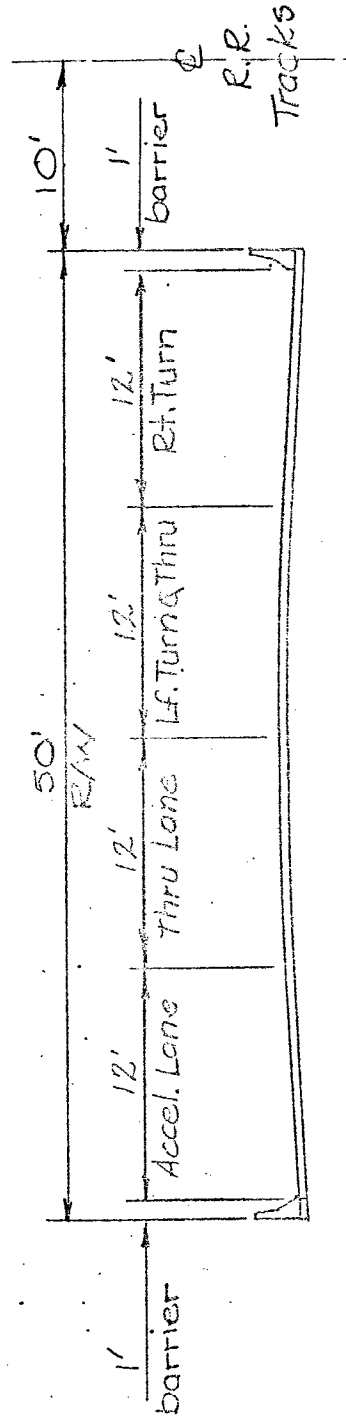 50'
R/W
10'
1'
barrier
12'
12'
12'
12'
1'
barrier
Accel. Lane
Thru Lane
Lf. Turn & Thru
Rt. Turn
℄
R.R.
Tracks